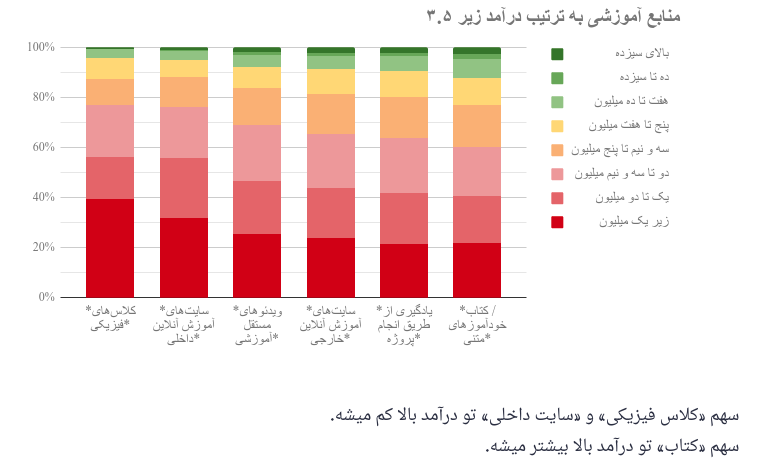 منابع آموزشی به ترتیب درآمد زیر ۳.۵
100%
80%
60%
40%
20%
0%
بالای سیزده
ده تا سیزده
هفت تا ده میلیون
پنج تا هفت میلیون
سه و نیم تا پنج میلیون
دو تا سه و نیم میلیون
یک تا دو میلیون
زیر یک میلیون
*کلاس‌های
فیزیکی*
*سایت‌های
آموزش آنلاین
داخلی*
*ویدئوهای
مستقل
آموزشی*
*سایت‌های
آموزش آنلاین
خارجی*
*یادگیری از
طریق انجام
پروژه*
*کتاب /
خودآموزهای
متنی*
سهم «کلاس فیزیکی» و «سایت داخلی» تو درآمد بالا کم میشه.
سهم «کتاب» تو درآمد بالا بیشتر میشه.